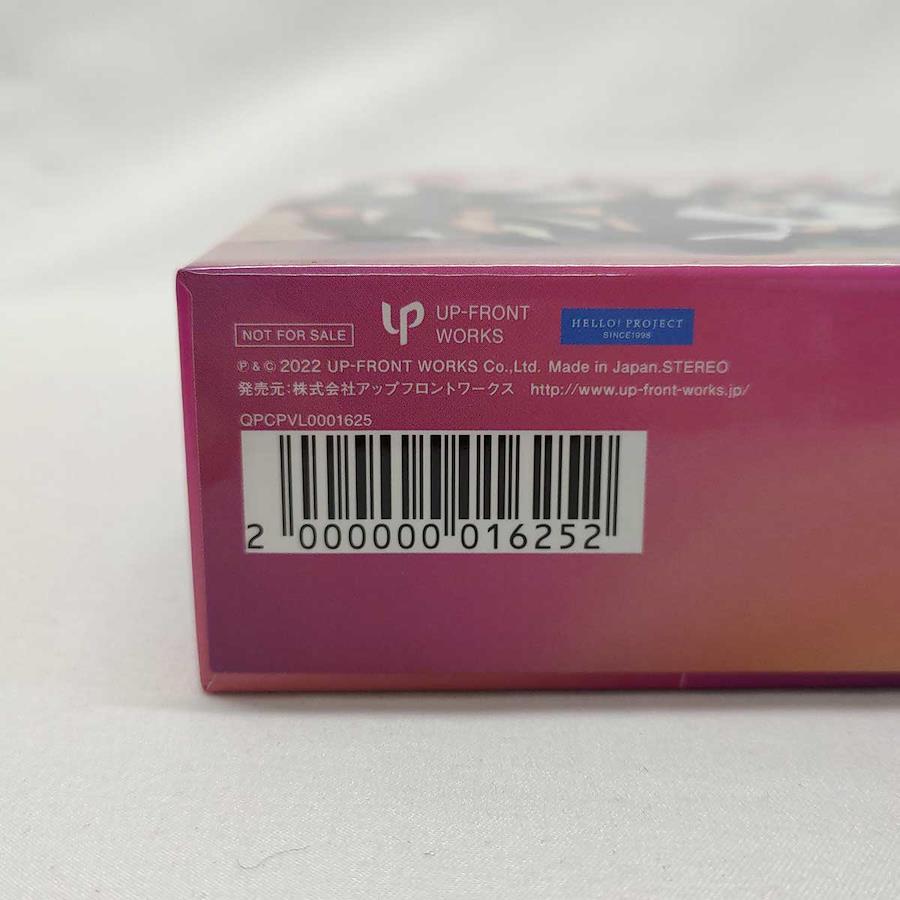 NOT FOR SALE
UP-FRONT
WORKS
HELLO! PROJECT
SINCE1998
Ⓟ&© 2022 UP-FRONT WORKS Co.,Ltd. Made in Japan.STEREO
発売元:株式会社アップフロントワークス http://www.up-front-works.jp/
QPCPVL0001625
2 000000 016252